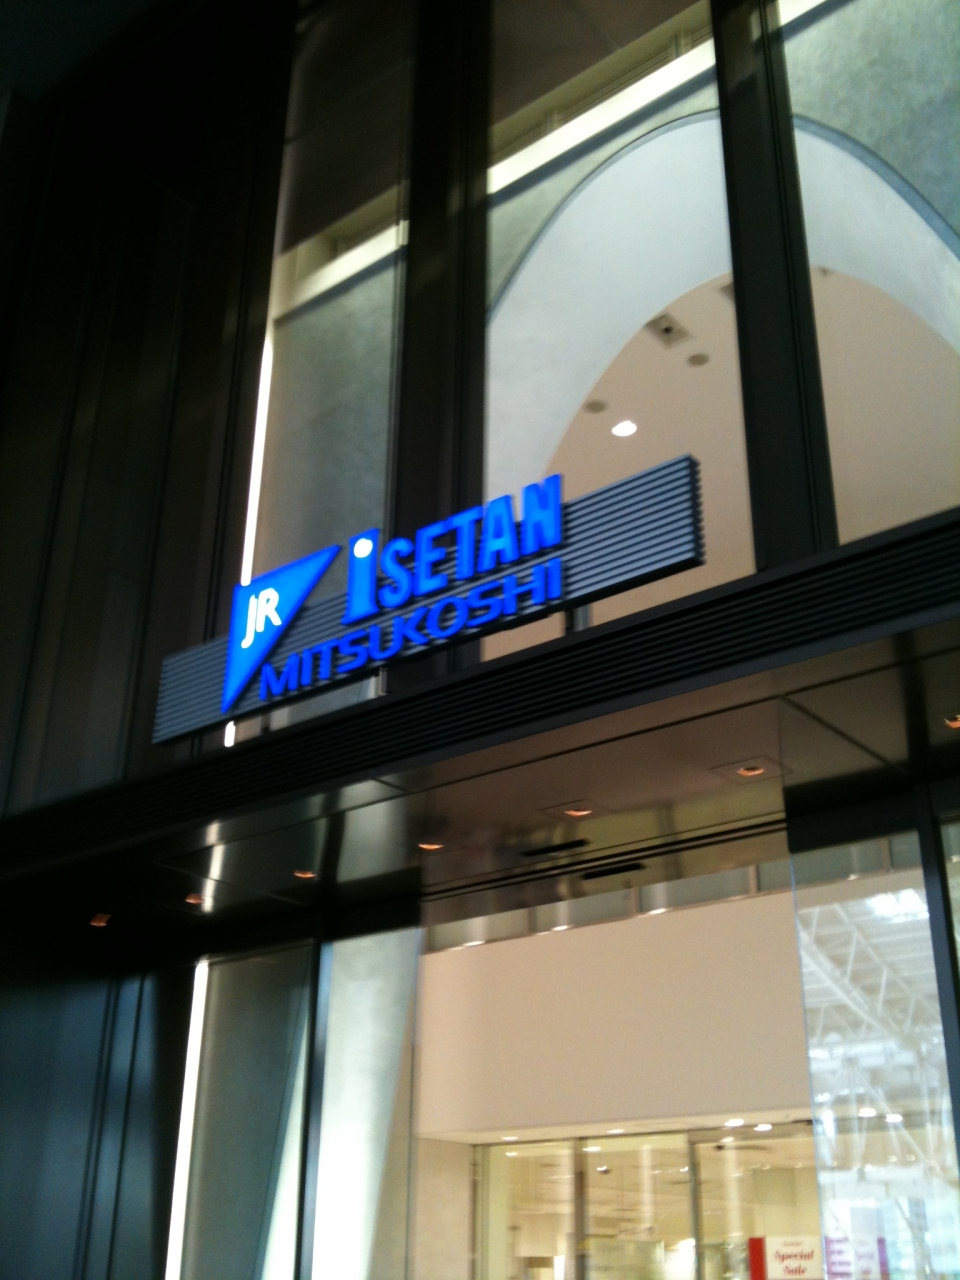 JR
iSETAN
MITSUKOSHI
Special
Sale